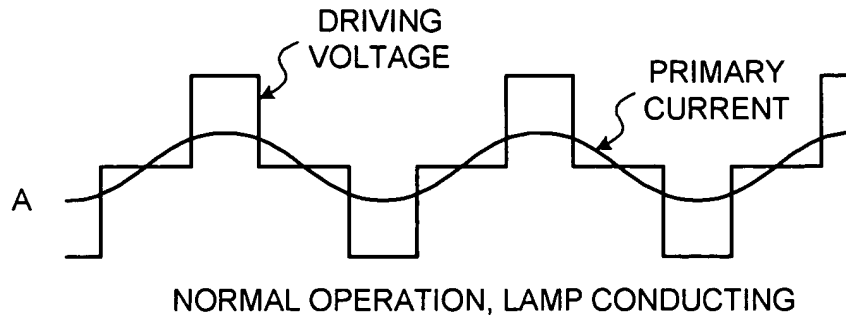 DRIVING
VOLTAGE
PRIMARY
CURRENT
A
NORMAL OPERATION, LAMP CONDUCTING